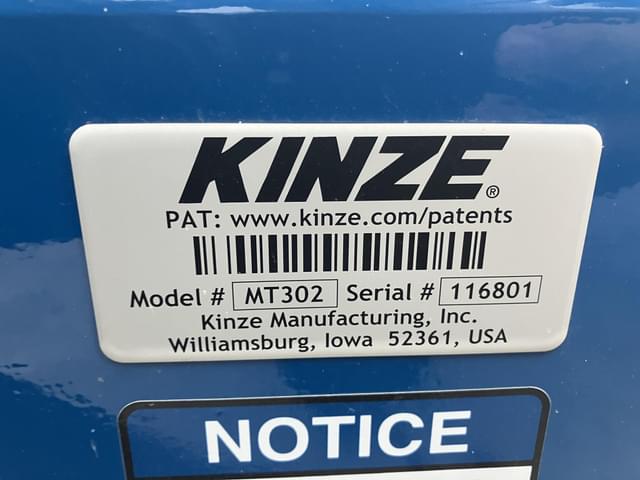 KINZE®
PAT: www.kinze.com/patents
Model # MT302 Serial # 116801
Kinze Manufacturing, Inc.
Williamsburg, Iowa 52361, USA
NOTICE